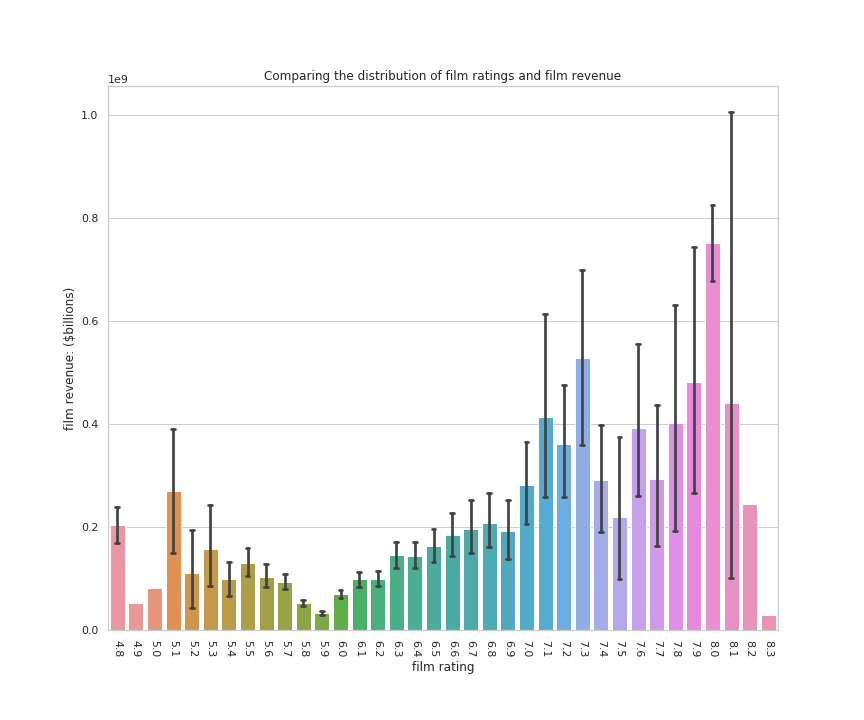 Comparing the distribution of film ratings and film revenue
1e9
1.0
0.8
0.6
0.4
0.2
0.0
film revenue: ($billions)
4.8 4.9 5.0 5.1 5.2 5.3 5.4 5.5 5.6 5.7 5.8 5.9 6.0 6.1 6.2 6.3 6.4 6.5 6.6 6.7 6.8 6.9 7.0 7.1 7.2 7.3 7.4 7.5 7.6 7.7 7.8 7.9 8.0 8.1 8.2 8.3
film rating